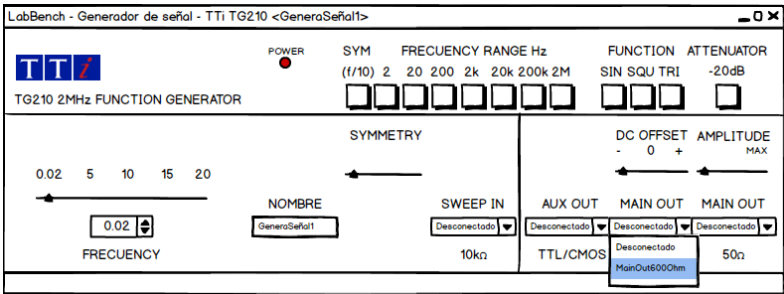 LabBench - Generador de señal - TTi TG210 <GeneraSeñal1>
TTi
TG210 2MHz FUNCTION GENERATOR
POWER
SYM FRECUENCY RANGE Hz
(f/10) 2 20 200 2k 20k 200k 2M
FUNCTION
SIN SQU TRI
ATTENUATOR
-20dB
0.02 5 10 15 20
0.02
FRECUENCY
NOMBRE
GeneraSeñal1
SYMMETRY
SWEEP IN
Desconectado
10kΩ
DC OFFSET
- 0 +
AMPLITUDE
MAX
AUX OUT
Desconectado
TTL/CMOS
MAIN OUT
Desconectado
Desconectado
MainOut600Ohm
MAIN OUT
Desconectado
50Ω